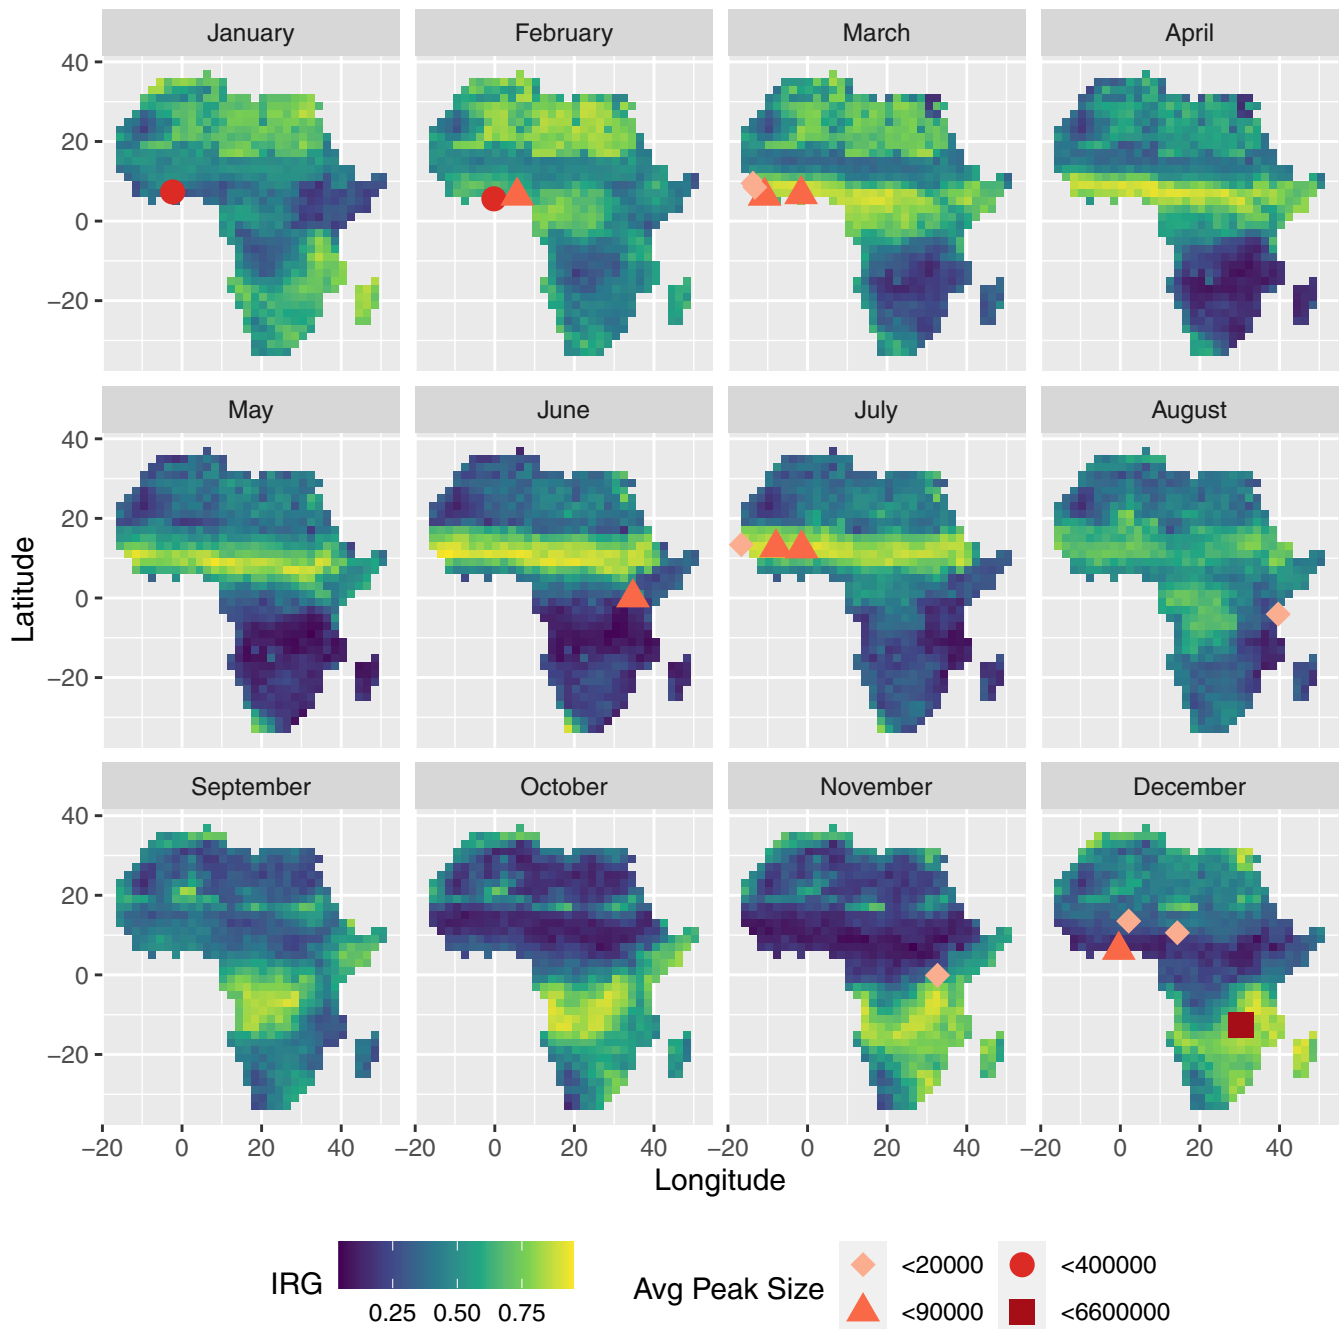 January February March April
40
20
0
−20
May June July August
40
20
0
−20
September October November December
40
20
0
−20
−20 0 20 40 −20 0 20 40 −20 0 20 40 −20 0 20 40
Latitude
Longitude
IRG
0.25 0.50 0.75
Avg Peak Size
<20000 <400000
<90000 <6600000